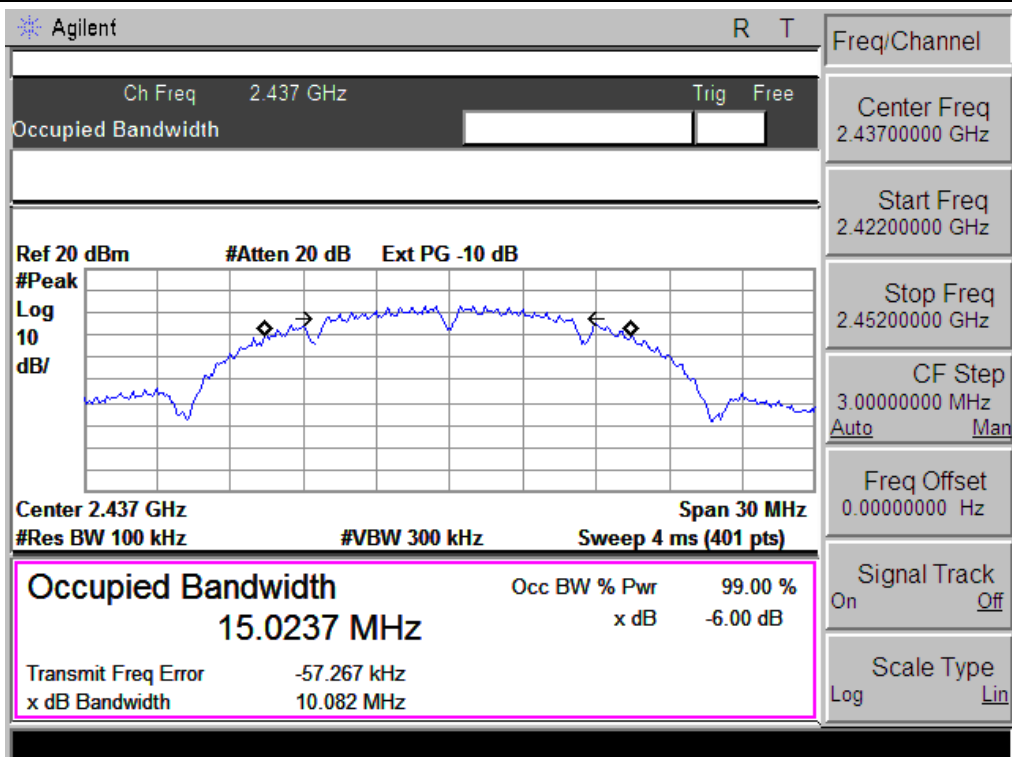 Agilent R T
Ch Freq 2.437 GHz Trig Free
Occupied Bandwidth
Ref 20 dBm #Atten 20 dB Ext PG -10 dB
#Peak
Log
10
dB/
Center 2.437 GHz Span 30 MHz
#Res BW 100 kHz #VBW 300 kHz Sweep 4 ms (401 pts)
Occupied Bandwidth Occ BW % Pwr 99.00 %
15.0237 MHz x dB -6.00 dB
Transmit Freq Error -57.267 kHz
x dB Bandwidth 10.082 MHz
Freq/Channel
Center Freq
2.43700000 GHz
Start Freq
2.42200000 GHz
Stop Freq
2.45200000 GHz
CF Step
3.00000000 MHz
Auto Man
Freq Offset
0.00000000 Hz
Signal Track
On Off
Scale Type
Log Lin